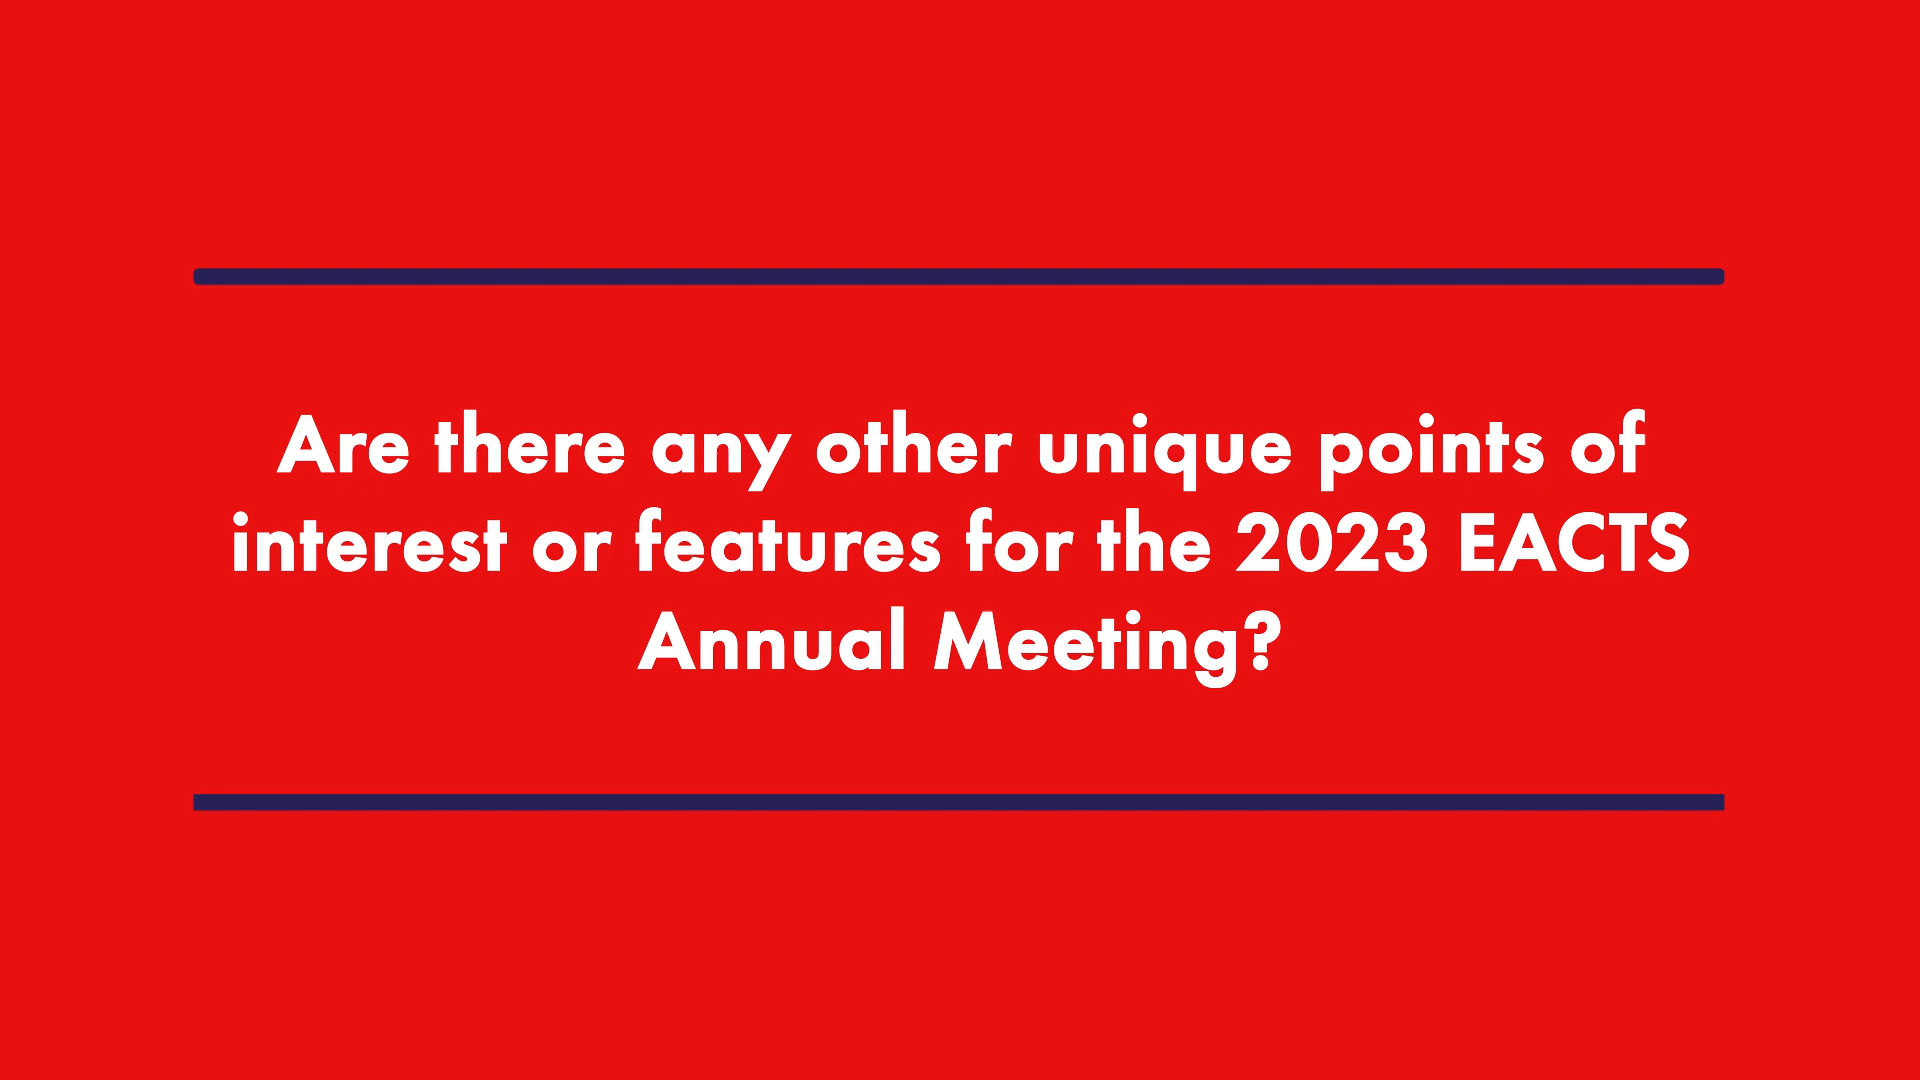 Are there any other unique points of
interest or features for the 2023 EACTS
Annual Meeting?